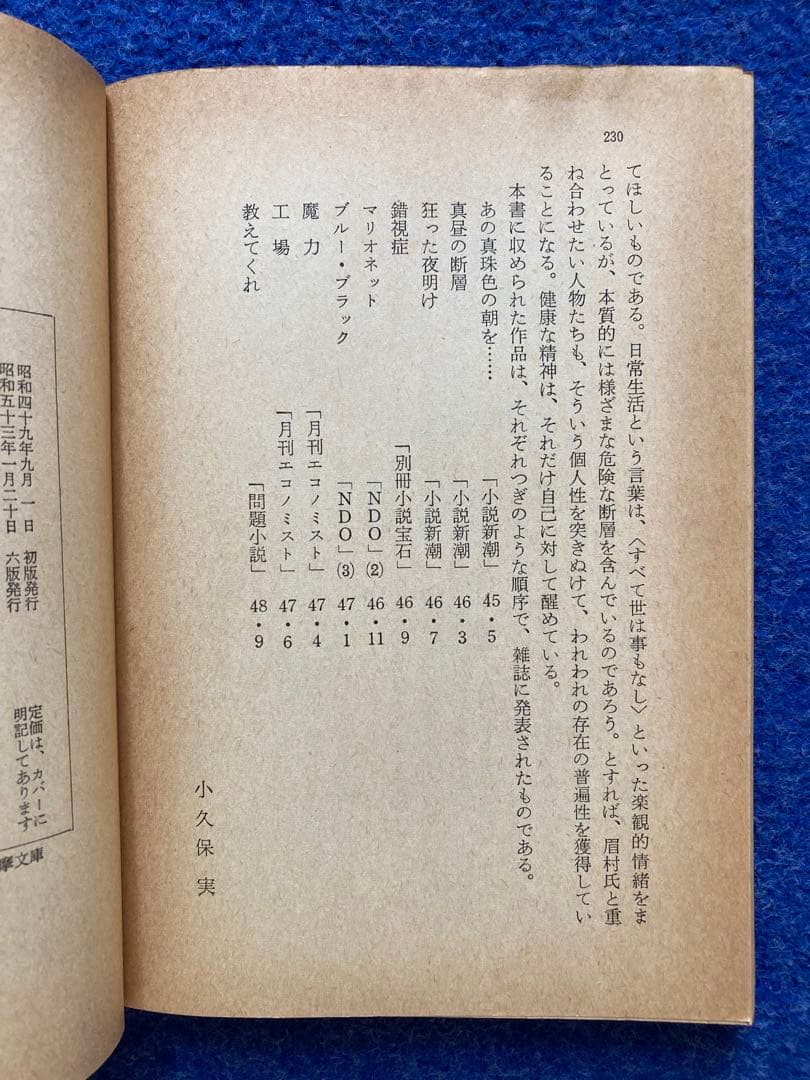 230
てほしいものである。日常生活という言葉は、〈すべて世は事もなし〉といった楽観的情緒をま
とっているが、本質的には様ざまな危険な断層を含んでいるのであろう。とすれば、眉村氏と重
ね合わせたい人物たちも、そういう個人性を突きぬけて、われわれの存在の普遍性を獲得してい
ることになる。健康な精神は、それだけ自己に対して醒めている。
本書に収められた作品は、それぞれつぎのような順序で、雑誌に発表されたものである。
あの真珠色の朝を…… 「小説新潮」 45・5
真昼の断層 「小説新潮」 46・3
狂った夜明け 「小説新潮」 46・7
錯視症 「別冊小説宝石」 46・9
マリオネット 「NDO」(2) 46・11
ブルー・ブラック 「NDO」(3) 47・1
魔力 「月刊エコノミスト」 47・4
工場 「月刊エコノミスト」 47・6
教えてくれ 「問題小説」 48・9
小久保実
昭和四十九年九月一日 初版発行
昭和五十三年一月二十日 六版発行
定価は、カバーに
明記してあります
摩文庫